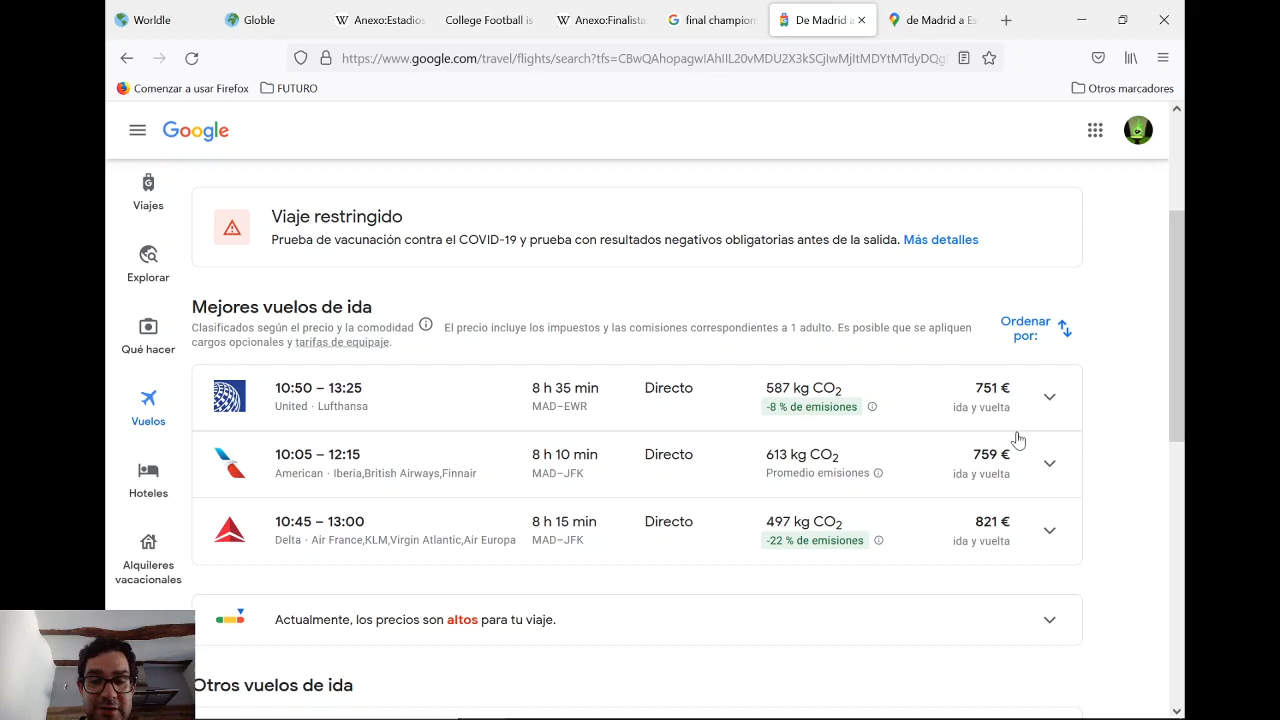 Worldle
Globle
Anexo:Estadios
College Football is
Anexo:Finalista
final champion
De Madrid a
de Madrid a Es
https://www.google.com/travel/flights/search?tfs=CBwQAhopagwIAhIIL20vMDU2X3kSCjIwMjItMDYtMTdyDQg
Comenzar a usar Firefox
FUTURO
Otros marcadores
Google
Viajes
Explorar
Qué hacer
Vuelos
Hoteles
Alquileres
vacacionales
Viaje restringido
Prueba de vacunación contra el COVID-19 y prueba con resultados negativos obligatorias antes de la salida. Más detalles
Mejores vuelos de ida
Clasificados según el precio y la comodidad El precio incluye los impuestos y las comisiones correspondientes a 1 adulto. Es posible que se apliquen
cargos opcionales y tarifas de equipaje.
Ordenar
por:
10:50 – 13:25 8 h 35 min Directo 587 kg CO2 751 €
United · Lufthansa MAD–EWR -8 % de emisiones ida y vuelta
10:05 – 12:15 8 h 10 min Directo 613 kg CO2 759 €
American · Iberia,British Airways,Finnair MAD–JFK Promedio emisiones ida y vuelta
10:45 – 13:00 8 h 15 min Directo 497 kg CO2 821 €
Delta · Air France,KLM,Virgin Atlantic,Air Europa MAD–JFK -22 % de emisiones ida y vuelta
Actualmente, los precios son altos para tu viaje.
Otros vuelos de ida